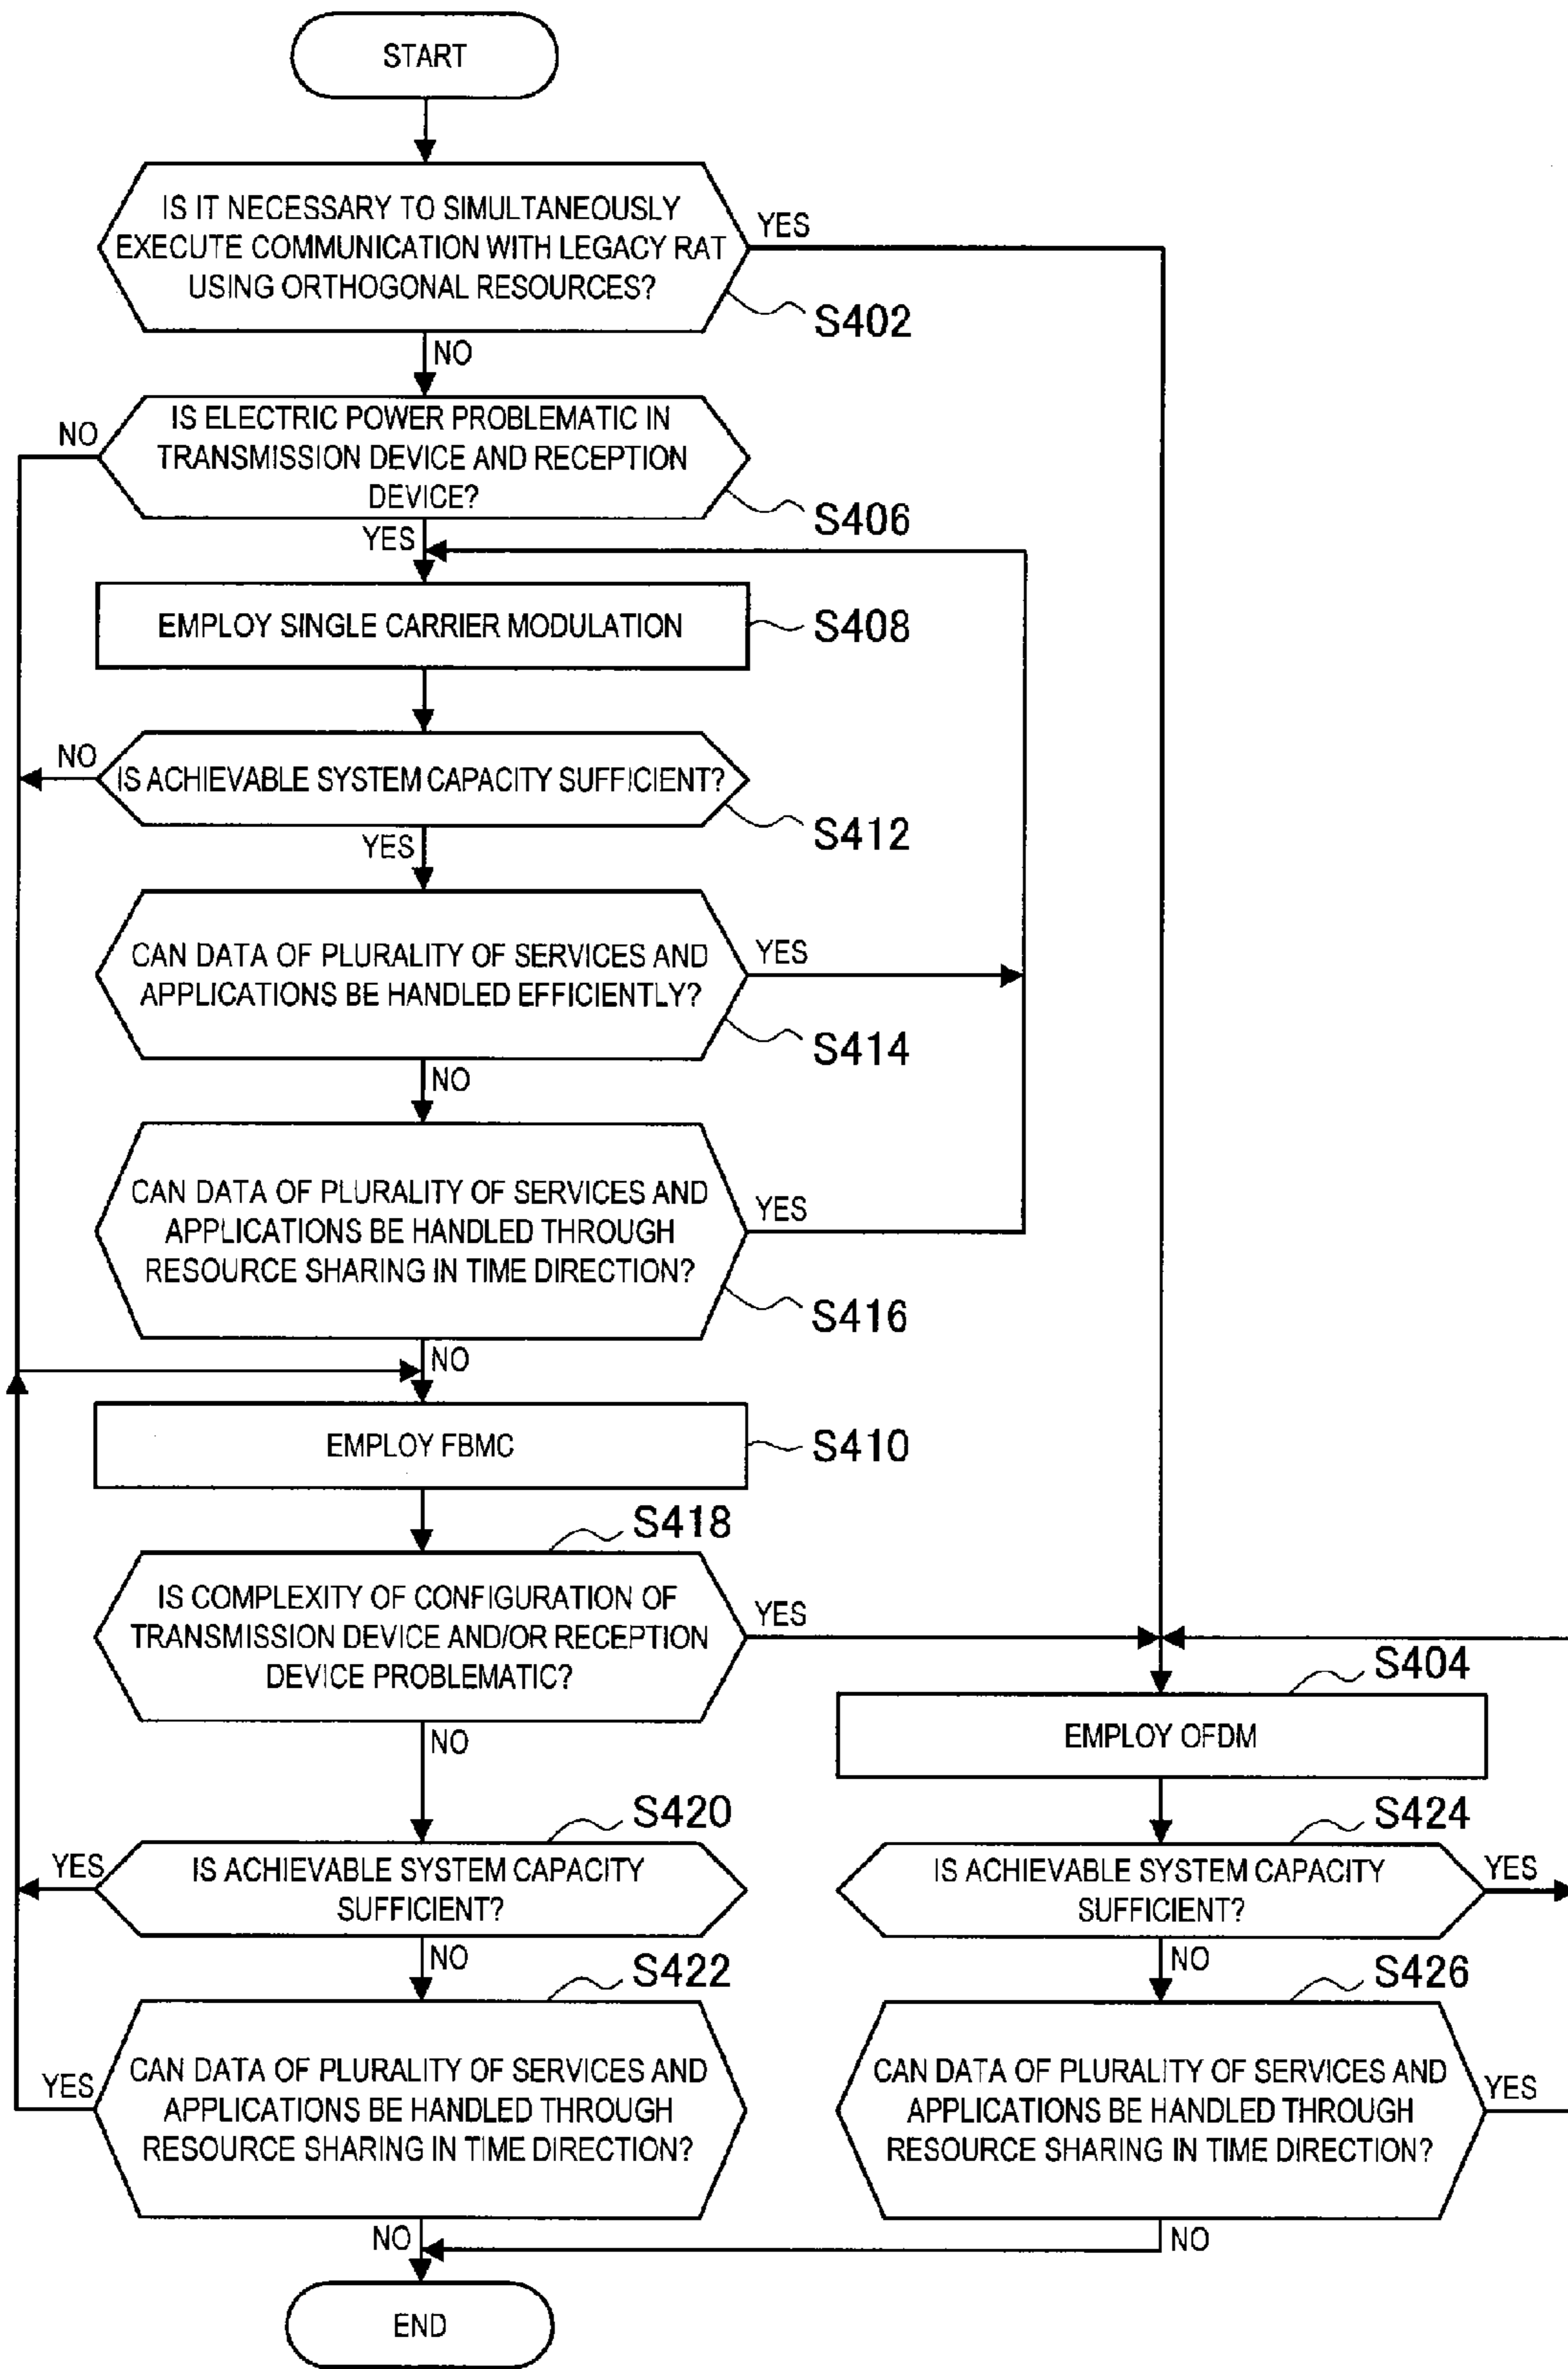 START
IS IT NECESSARY TO SIMULTANEOUSLY
EXECUTE COMMUNICATION WITH LEGACY RAT
USING ORTHOGONAL RESOURCES?
YES
S402
NO
IS ELECTRIC POWER PROBLEMATIC IN
TRANSMISSION DEVICE AND RECEPTION
DEVICE?
NO
S406
YES
EMPLOY SINGLE CARRIER MODULATION
S408
NO
IS ACHIEVABLE SYSTEM CAPACITY SUFFICIENT?
S412
YES
CAN DATA OF PLURALITY OF SERVICES AND
APPLICATIONS BE HANDLED EFFICIENTLY?
YES
S414
NO
CAN DATA OF PLURALITY OF SERVICES AND
APPLICATIONS BE HANDLED THROUGH
RESOURCE SHARING IN TIME DIRECTION?
YES
S416
NO
EMPLOY FBMC
S410
S418
IS COMPLEXITY OF CONFIGURATION OF
TRANSMISSION DEVICE AND/OR RECEPTION
DEVICE PROBLEMATIC?
YES
NO
S404
EMPLOY OFDM
S420
YES
IS ACHIEVABLE SYSTEM CAPACITY
SUFFICIENT?
NO
S424
IS ACHIEVABLE SYSTEM CAPACITY
SUFFICIENT?
YES
NO
S422
YES
CAN DATA OF PLURALITY OF SERVICES AND
APPLICATIONS BE HANDLED THROUGH
RESOURCE SHARING IN TIME DIRECTION?
NO
S426
CAN DATA OF PLURALITY OF SERVICES AND
APPLICATIONS BE HANDLED THROUGH
RESOURCE SHARING IN TIME DIRECTION?
YES
NO
END